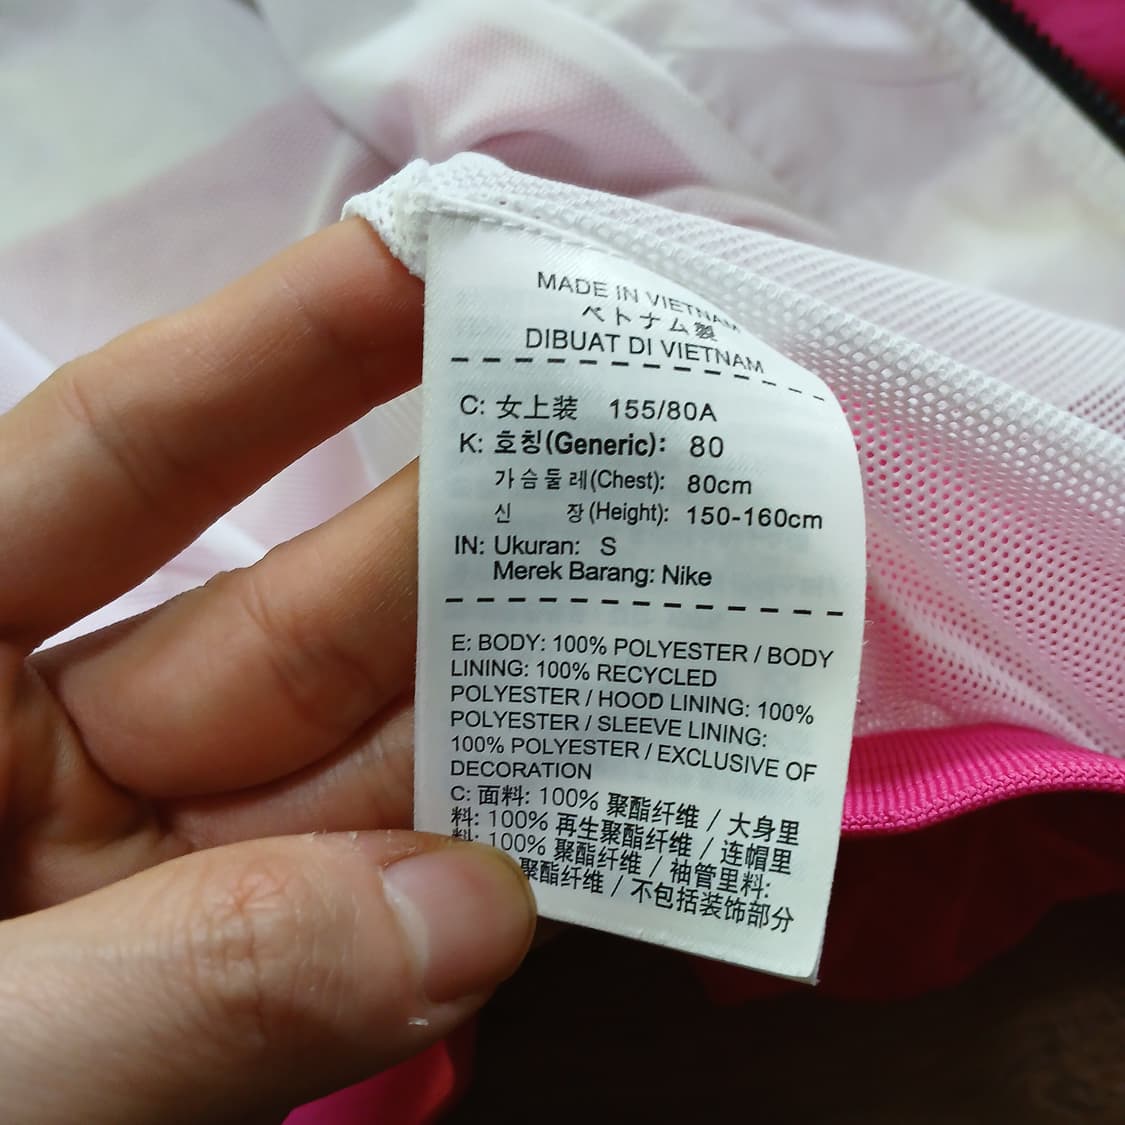 MADE IN VIETNAM
ベトナム製
DIBUAT DI VIETNAM
C: 女上装 155/80A
K: 호칭(Generic): 80
가슴둘레(Chest): 80cm
신 장(Height): 150-160cm
IN: Ukuran: S
Merek Barang: Nike
E: BODY: 100% POLYESTER / BODY
LINING: 100% RECYCLED
POLYESTER / HOOD LINING: 100%
POLYESTER / SLEEVE LINING:
100% POLYESTER / EXCLUSIVE OF
DECORATION
C: 面料: 100% 聚酯纤维 / 大身里
料: 100% 再生聚酯纤维 / 连帽里
料: 100% 聚酯纤维 / 袖管里料:
聚酯纤维 / 不包括装饰部分